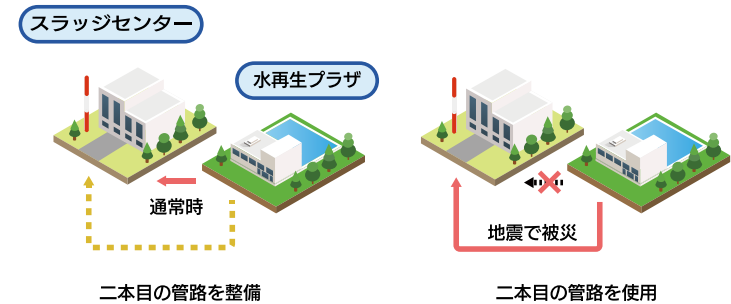 スラッジセンター
水再生プラザ
通常時
二本目の管路を整備
地震で被災
二本目の管路を使用